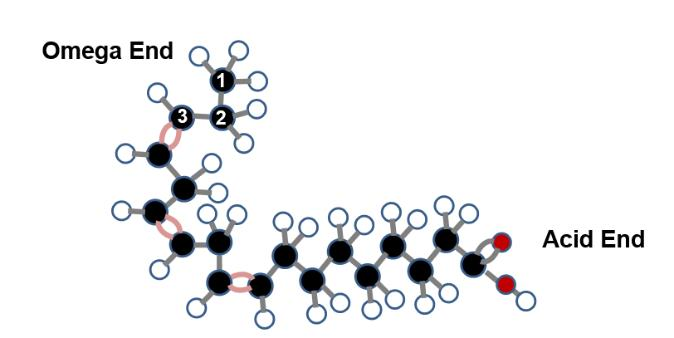 Omega End
1
3 2
Acid End